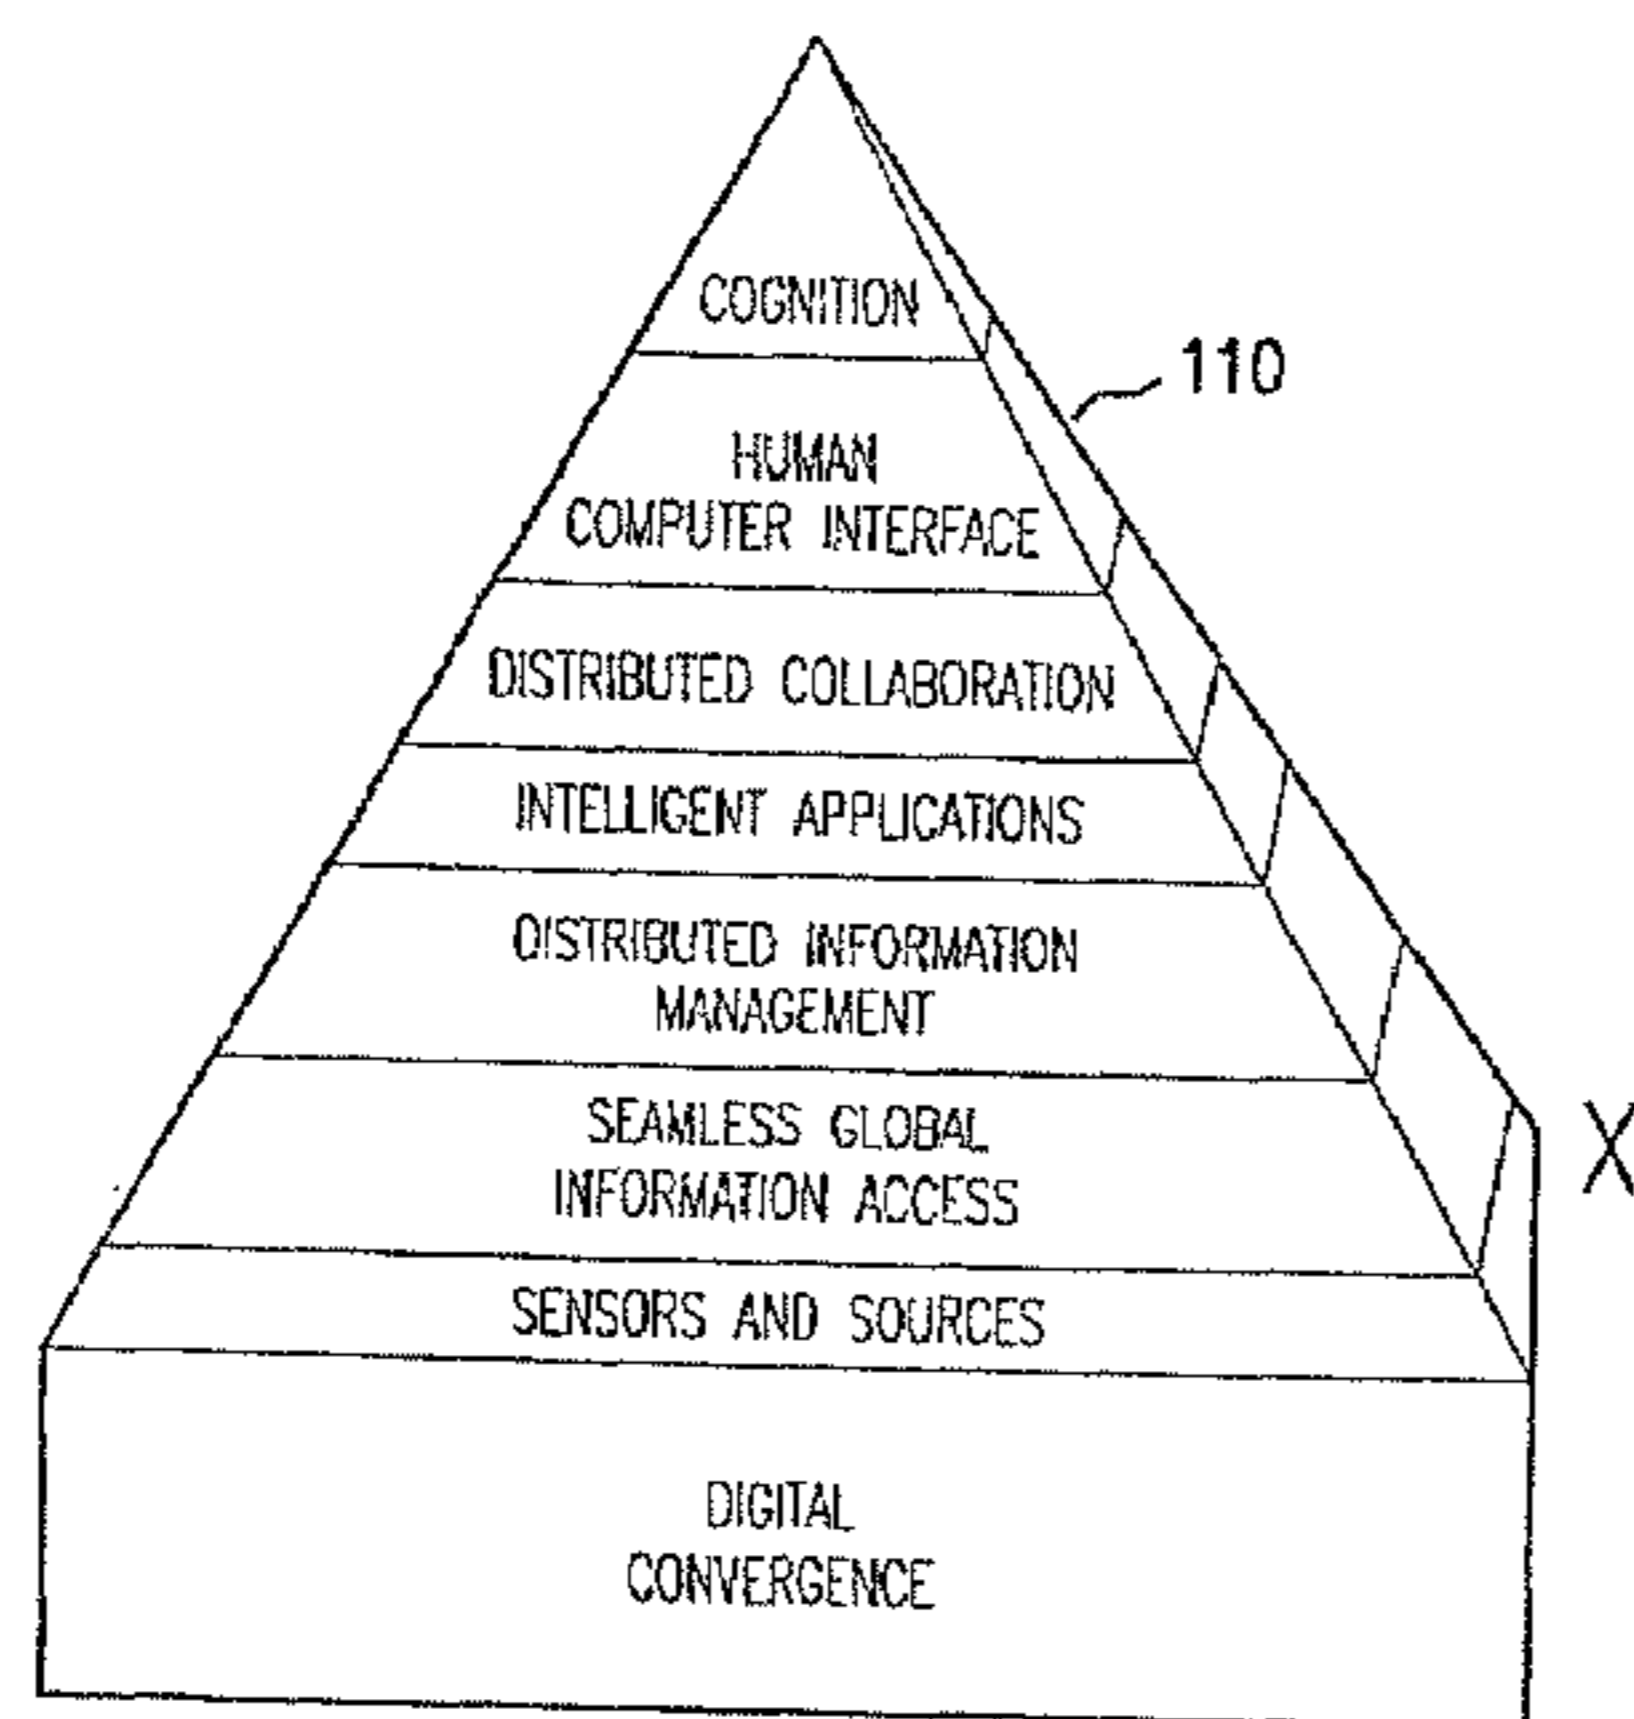 COGNITION
110
HUMAN
COMPUTER INTERFACE
DISTRIBUTED COLLABORATION
INTELLIGENT APPLICATIONS
DISTRIBUTED INFORMATION
MANAGEMENT
SEAMLESS GLOBAL
INFORMATION ACCESS
X
SENSORS AND SOURCES
DIGITAL
CONVERGENCE